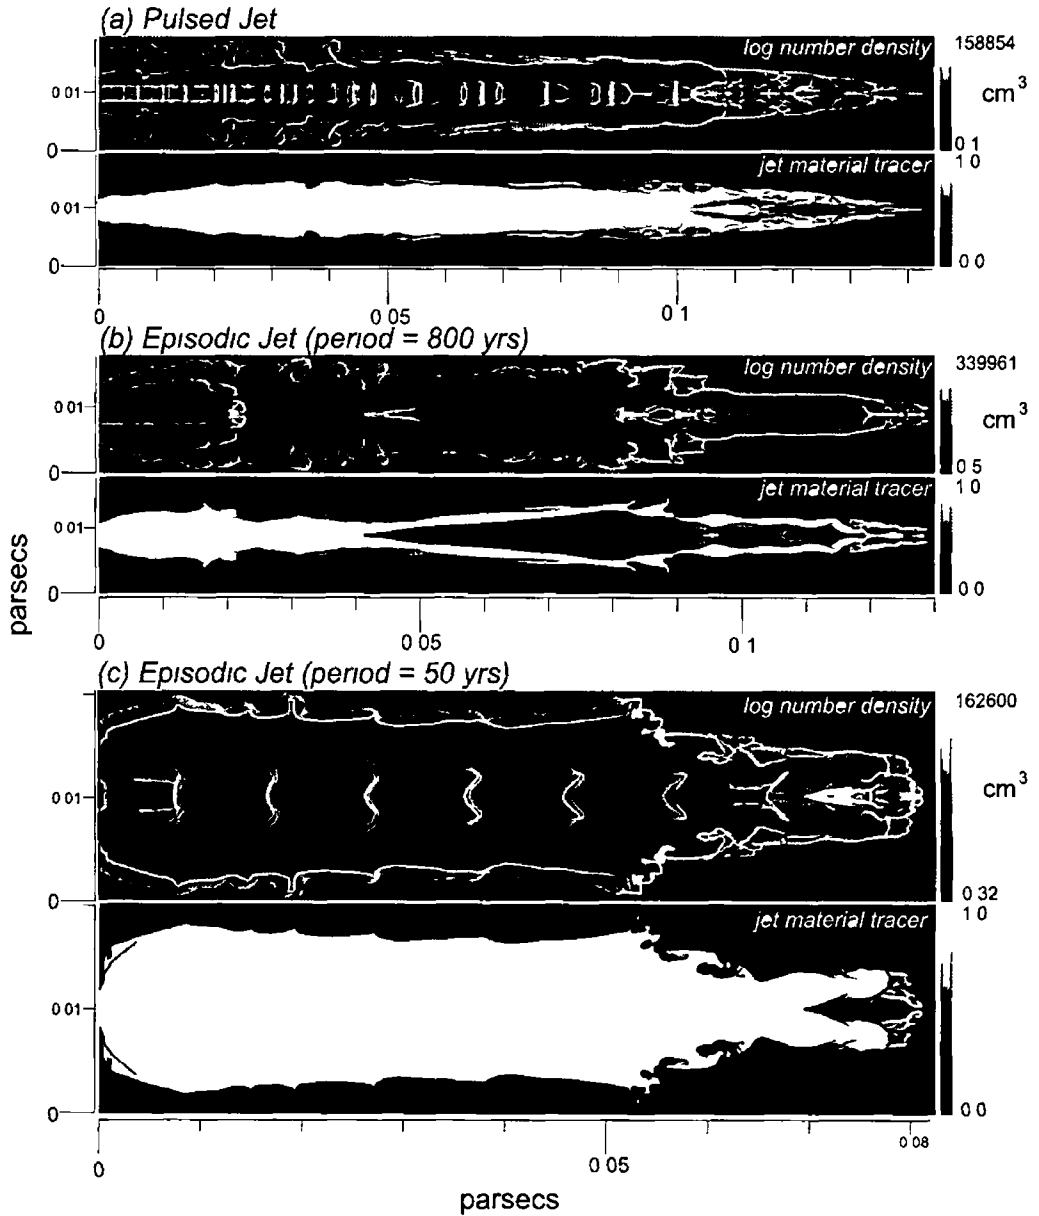 (a) Pulsed Jet
log number density
158854
0 01
cm3
0
0 1
jet material tracer
1 0
0 01
0
0 0
0
0 05
0 1
(b) Episodic Jet (period = 800 yrs)
log number density
339961
0 01
cm3
0
0 5
jet material tracer
1 0
0 01
0
0 0
parsecs
0
0 05
0 1
(c) Episodic Jet (period = 50 yrs)
log number density
162600
0 01
cm3
0
0 32
jet material tracer
1 0
0 01
0
0 0
0
0 05
0 08
parsecs